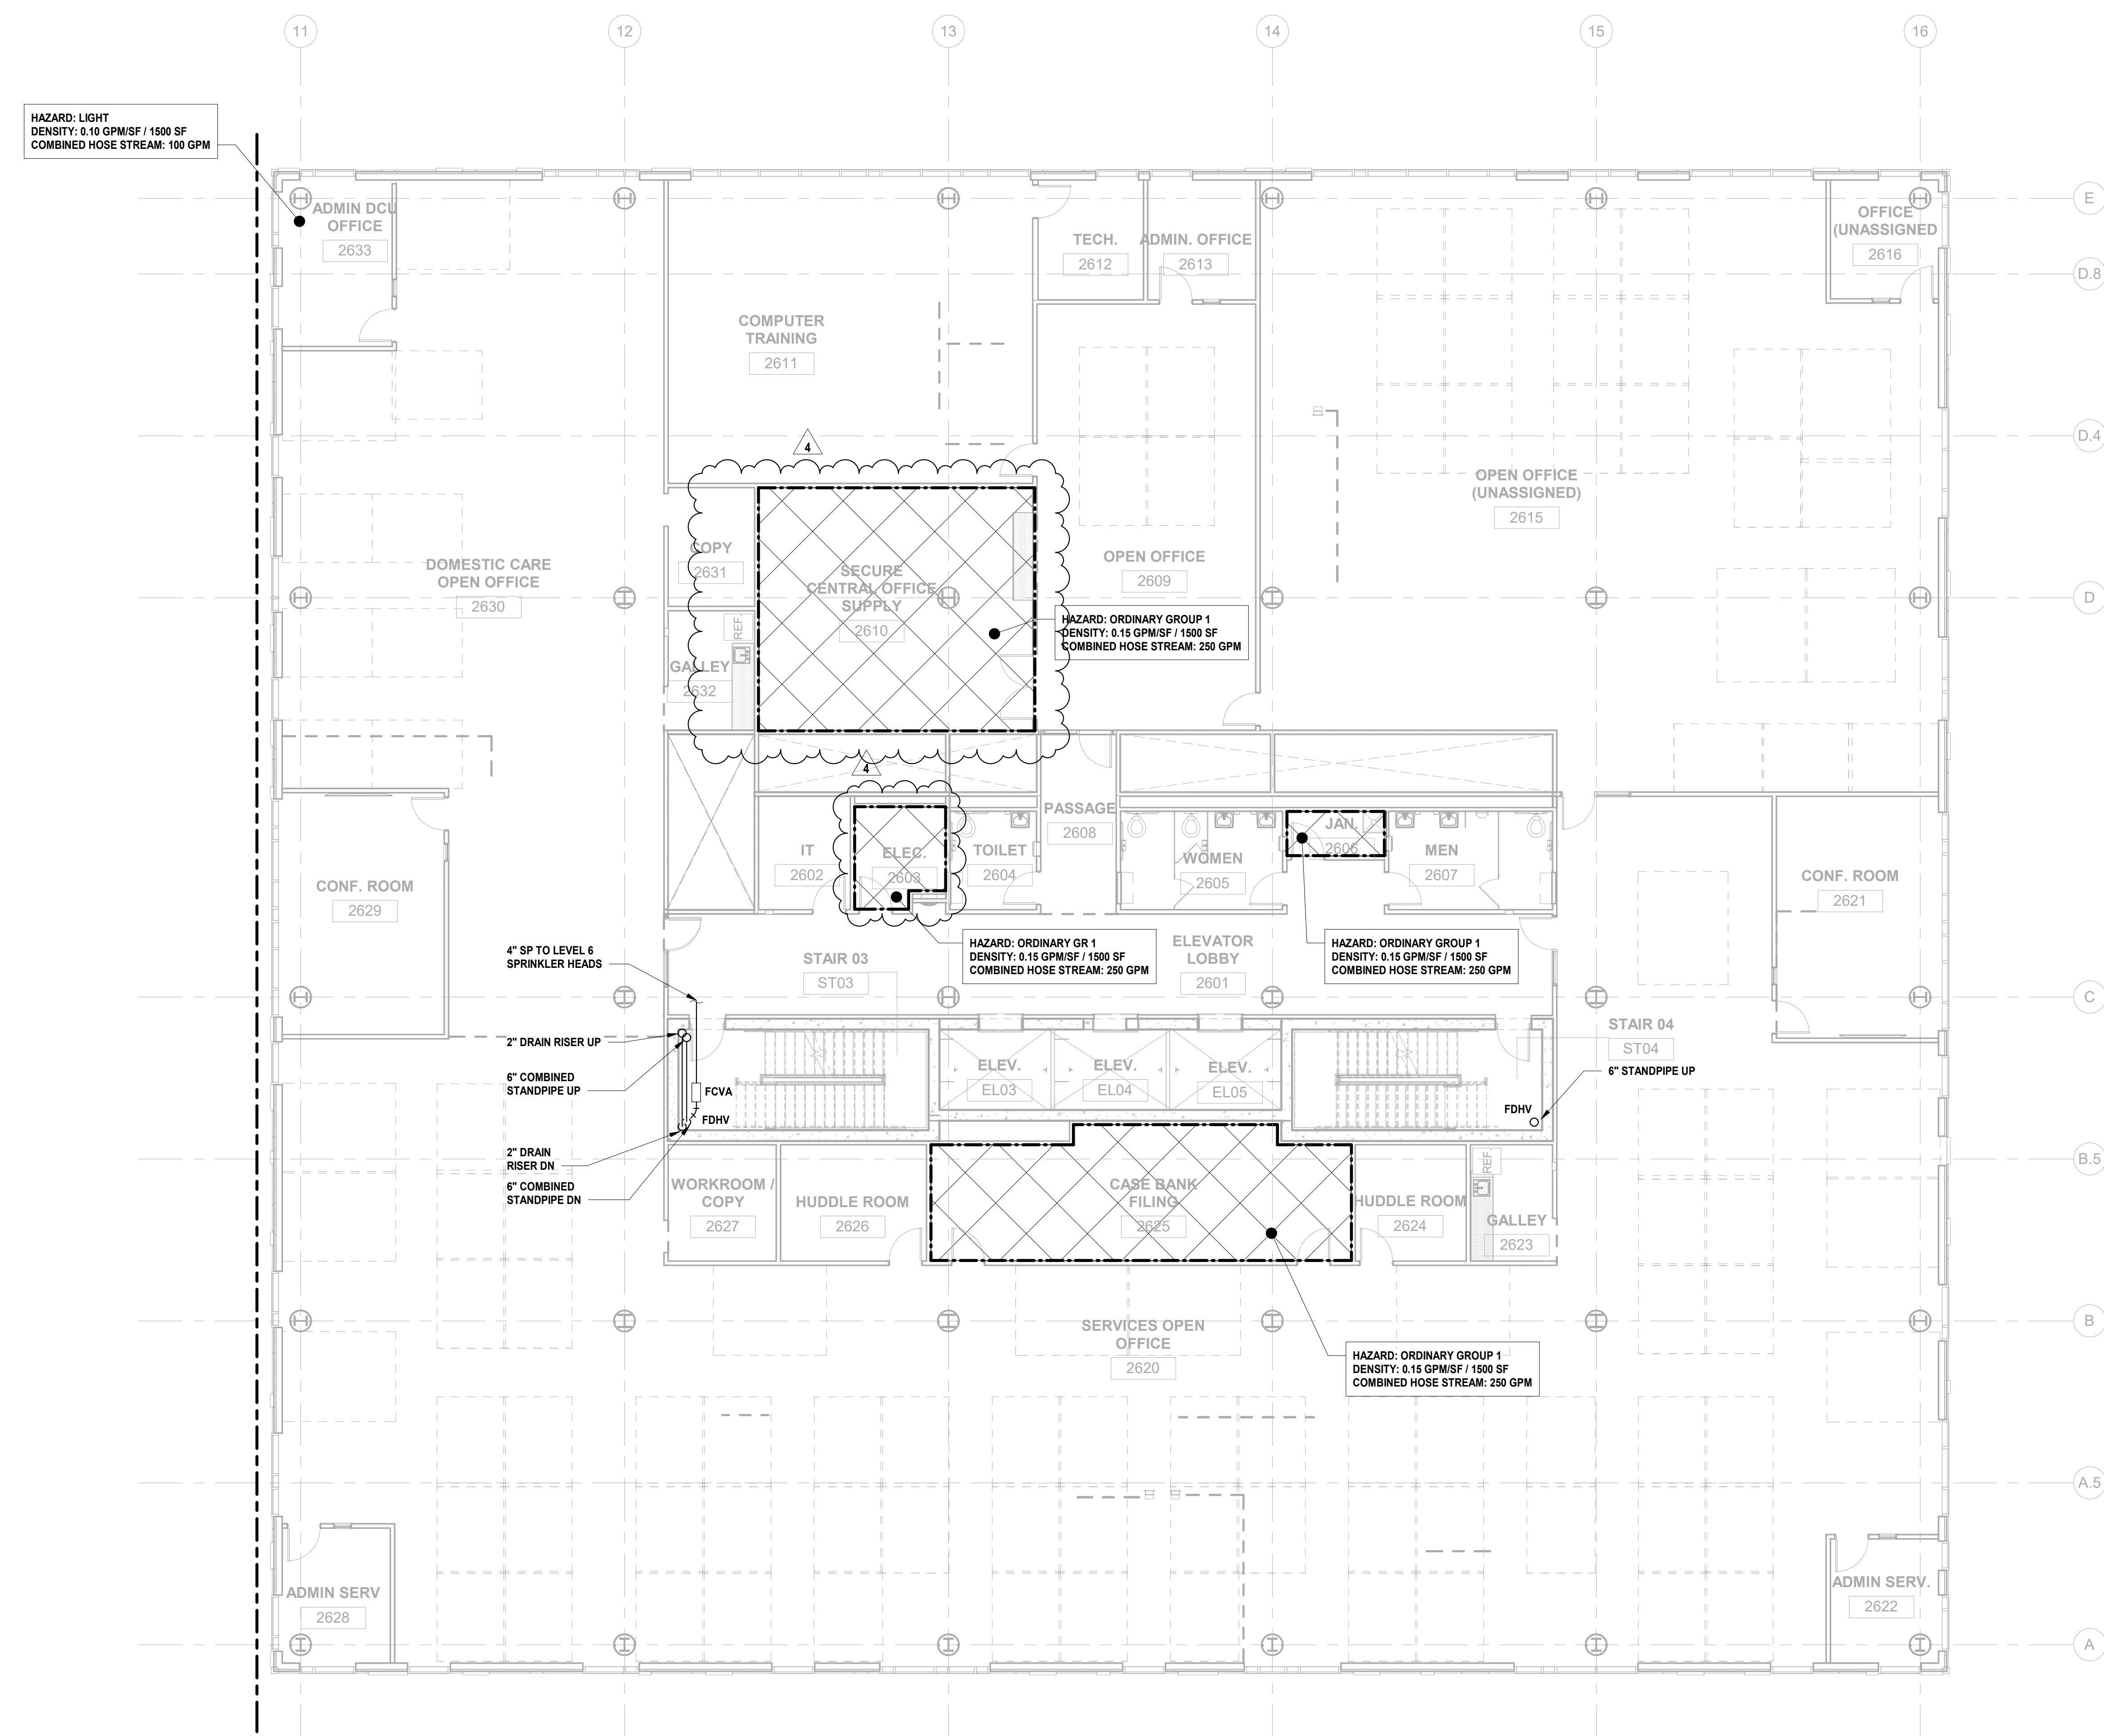 11
12
13
14
15
16
HAZARD: LIGHT
DENSITY: 0.10 GPM/SF / 1500 SF
COMBINED HOSE STREAM: 100 GPM
E
ADMIN DCU
OFFICE
2633
TECH.
2612
ADMIN. OFFICE
2613
OFFICE
(UNASSIGNED
2616
D.8
COMPUTER
TRAINING
2611
4
D.4
OPEN OFFICE
(UNASSIGNED)
2615
COPY
2631
DOMESTIC CARE
OPEN OFFICE
2630
SECURE
CENTRAL OFFICE
SUPPLY
2610
OPEN OFFICE
2609
D
HAZARD: ORDINARY GROUP 1
DENSITY: 0.15 GPM/SF / 1500 SF
COMBINED HOSE STREAM: 250 GPM
REF.
GALLEY
2632
4
PASSAGE
2608
IT
2602
ELEC.
2603
TOILET
2604
WOMEN
2605
JAN.
2606
MEN
2607
CONF. ROOM
2629
CONF. ROOM
2621
HAZARD: ORDINARY GR 1
DENSITY: 0.15 GPM/SF / 1500 SF
COMBINED HOSE STREAM: 250 GPM
ELEVATOR
LOBBY
2601
HAZARD: ORDINARY GROUP 1
DENSITY: 0.15 GPM/SF / 1500 SF
COMBINED HOSE STREAM: 250 GPM
4" SP TO LEVEL 6
SPRINKLER HEADS
STAIR 03
ST03
C
2" DRAIN RISER UP
STAIR 04
ST04
6" COMBINED
STANDPIPE UP
FCVA
FDHV
ELEV.
EL03
ELEV.
EL04
ELEV.
EL05
6" STANDPIPE UP
FDHV
2" DRAIN
RISER DN
6" COMBINED
STANDPIPE DN
B.5
WORKROOM /
COPY
2627
HUDDLE ROOM
2626
CASE BANK
FILING
2625
HUDDLE ROOM
2624
REF.
GALLEY
2623
B
SERVICES OPEN
OFFICE
2620
HAZARD: ORDINARY GROUP 1
DENSITY: 0.15 GPM/SF / 1500 SF
COMBINED HOSE STREAM: 250 GPM
A.5
ADMIN SERV
2628
ADMIN SERV.
2622
A